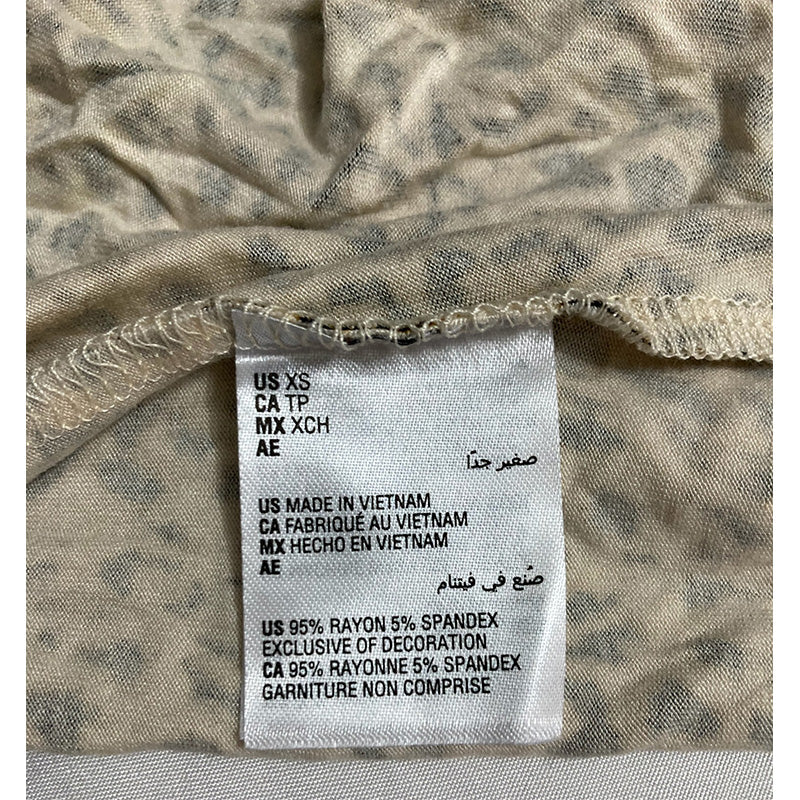 US XS
CA TP
MX XCH
AE
صغير جدًا
US MADE IN VIETNAM
CA FABRIQUÉ AU VIETNAM
MX HECHO EN VIETNAM
AE
صُنع في فيتنام
US 95% RAYON 5% SPANDEX
EXCLUSIVE OF DECORATION
CA 95% RAYONNE 5% SPANDEX
GARNITURE NON COMPRISE